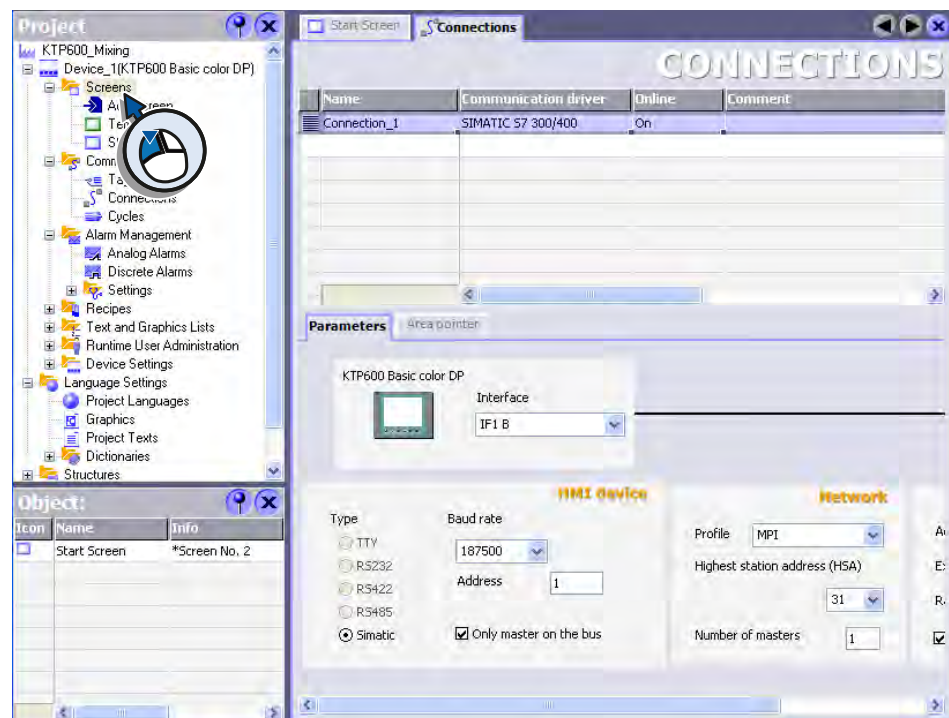 Project
KTP600_Mixing
Device_1(KTP600 Basic color DP)
Screens
Tags
Connections
Cycles
Alarm Management
Analog Alarms
Discrete Alarms
Settings
Recipes
Text and Graphics Lists
Runtime User Administration
Device Settings
Language Settings
Project Languages
Graphics
Project Texts
Dictionaries
Structures
Object:
Icon Name Info
Start Screen *Screen No. 2
Start Screen Connections
CONNECTIONS
Name Communication driver Online Comment
Connection_1 SIMATIC S7 300/400 On
Parameters Area pointer
KTP600 Basic color DP
Interface
IF1 B
HMI device
Type Baud rate
TTY
187500
RS232
Address 1
RS422
RS485
Simatic Only master on the bus
Network
Profile MPI
Highest station address (HSA)
31
Number of masters 1